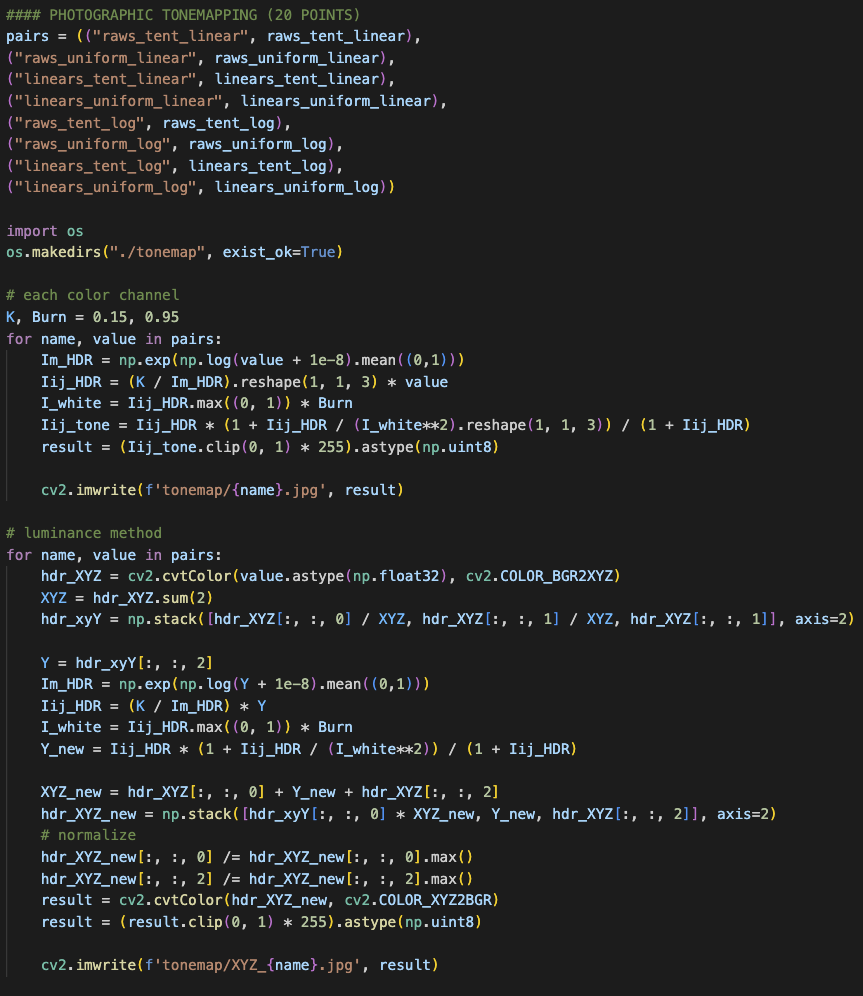 #### PHOTOGRAPHIC TONEMAPPING (20 POINTS)
pairs = (("raws_tent_linear", raws_tent_linear),
("raws_uniform_linear", raws_uniform_linear),
("linears_tent_linear", linears_tent_linear),
("linears_uniform_linear", linears_uniform_linear),
("raws_tent_log", raws_tent_log),
("raws_uniform_log", raws_uniform_log),
("linears_tent_log", linears_tent_log),
("linears_uniform_log", linears_uniform_log))

import os
os.makedirs("./tonemap", exist_ok=True)

# each color channel
K, Burn = 0.15, 0.95
for name, value in pairs:
    Im_HDR = np.exp(np.log(value + 1e-8).mean((0,1)))
    Iij_HDR = (K / Im_HDR).reshape(1, 1, 3) * value
    I_white = Iij_HDR.max((0, 1)) * Burn
    Iij_tone = Iij_HDR * (1 + Iij_HDR / (I_white**2).reshape(1, 1, 3)) / (1 + Iij_HDR)
    result = (Iij_tone.clip(0, 1) * 255).astype(np.uint8)

    cv2.imwrite(f'tonemap/{name}.jpg', result)

# luminance method
for name, value in pairs:
    hdr_XYZ = cv2.cvtColor(value.astype(np.float32), cv2.COLOR_BGR2XYZ)
    XYZ = hdr_XYZ.sum(2)
    hdr_xyY = np.stack([hdr_XYZ[:, :, 0] / XYZ, hdr_XYZ[:, :, 1] / XYZ, hdr_XYZ[:, :, 1]], axis=2)

    Y = hdr_xyY[:, :, 2]
    Im_HDR = np.exp(np.log(Y + 1e-8).mean((0,1)))
    Iij_HDR = (K / Im_HDR) * Y
    I_white = Iij_HDR.max((0, 1)) * Burn
    Y_new = Iij_HDR * (1 + Iij_HDR / (I_white**2)) / (1 + Iij_HDR)

    XYZ_new = hdr_XYZ[:, :, 0] + Y_new + hdr_XYZ[:, :, 2]
    hdr_XYZ_new = np.stack([hdr_xyY[:, :, 0] * XYZ_new, Y_new, hdr_XYZ[:, :, 2]], axis=2)
    # normalize
    hdr_XYZ_new[:, :, 0] /= hdr_XYZ_new[:, :, 0].max()
    hdr_XYZ_new[:, :, 2] /= hdr_XYZ_new[:, :, 2].max()
    result = cv2.cvtColor(hdr_XYZ_new, cv2.COLOR_XYZ2BGR)
    result = (result.clip(0, 1) * 255).astype(np.uint8)

    cv2.imwrite(f'tonemap/XYZ_{name}.jpg', result)